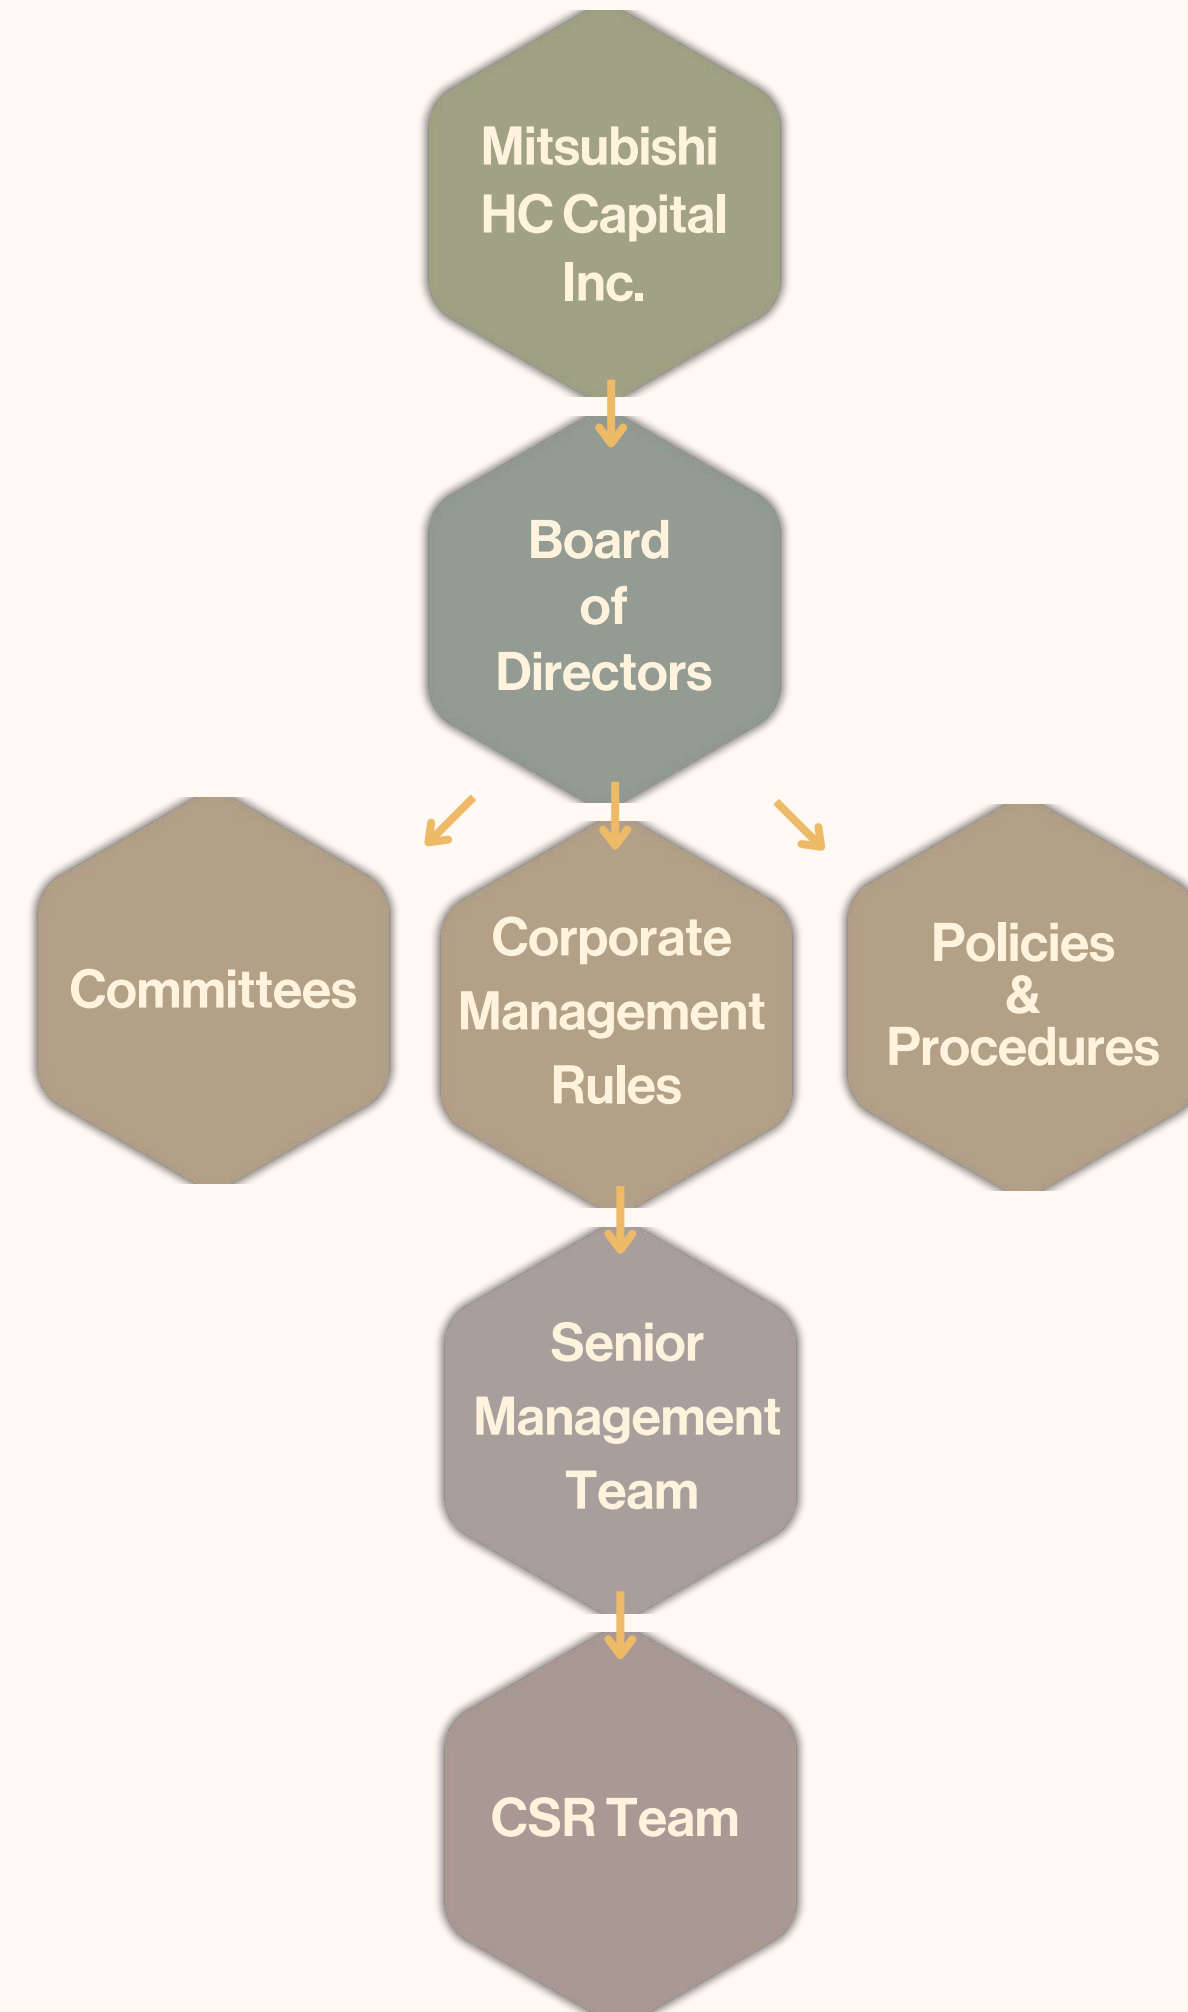 Mitsubishi
HC Capital
Inc.
Board
of
Directors
Committees
Corporate
Management
Rules
Policies
&
Procedures
Senior
Management
Team
CSR Team